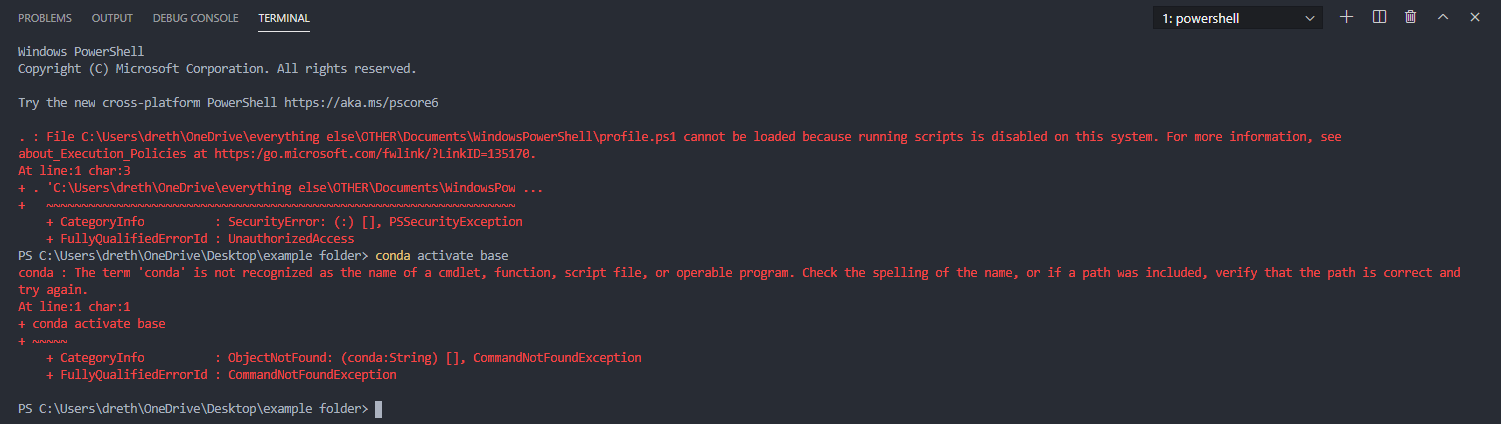 PROBLEMS OUTPUT DEBUG CONSOLE TERMINAL 1: powershell
Windows PowerShell
Copyright (C) Microsoft Corporation. All rights reserved.
Try the new cross-platform PowerShell https://aka.ms/pscore6
. : File C:\Users\dreth\OneDrive\everything else\OTHER\Documents\WindowsPowerShell\profile.ps1 cannot be loaded because running scripts is disabled on this system. For more information, see
about_Execution_Policies at https:/go.microsoft.com/fwlink/?LinkID=135170.
At line:1 char:3
+ . 'C:\Users\dreth\OneDrive\everything else\OTHER\Documents\WindowsPow ...
+   ~~~~~~~~~~~~~~~~~~~~~~~~~~~~~~~~~~~~~~~~~~~~~~~~~~~~~~~~~~~~~~~~~~~
    + CategoryInfo          : SecurityError: (:) [], PSSecurityException
    + FullyQualifiedErrorId : UnauthorizedAccess
PS C:\Users\dreth\OneDrive\Desktop\example folder> conda activate base
conda : The term 'conda' is not recognized as the name of a cmdlet, function, script file, or operable program. Check the spelling of the name, or if a path was included, verify that the path is correct and
try again.
At line:1 char:1
+ conda activate base
+ ~~~~~
    + CategoryInfo          : ObjectNotFound: (conda:String) [], CommandNotFoundException
    + FullyQualifiedErrorId : CommandNotFoundException
PS C:\Users\dreth\OneDrive\Desktop\example folder>